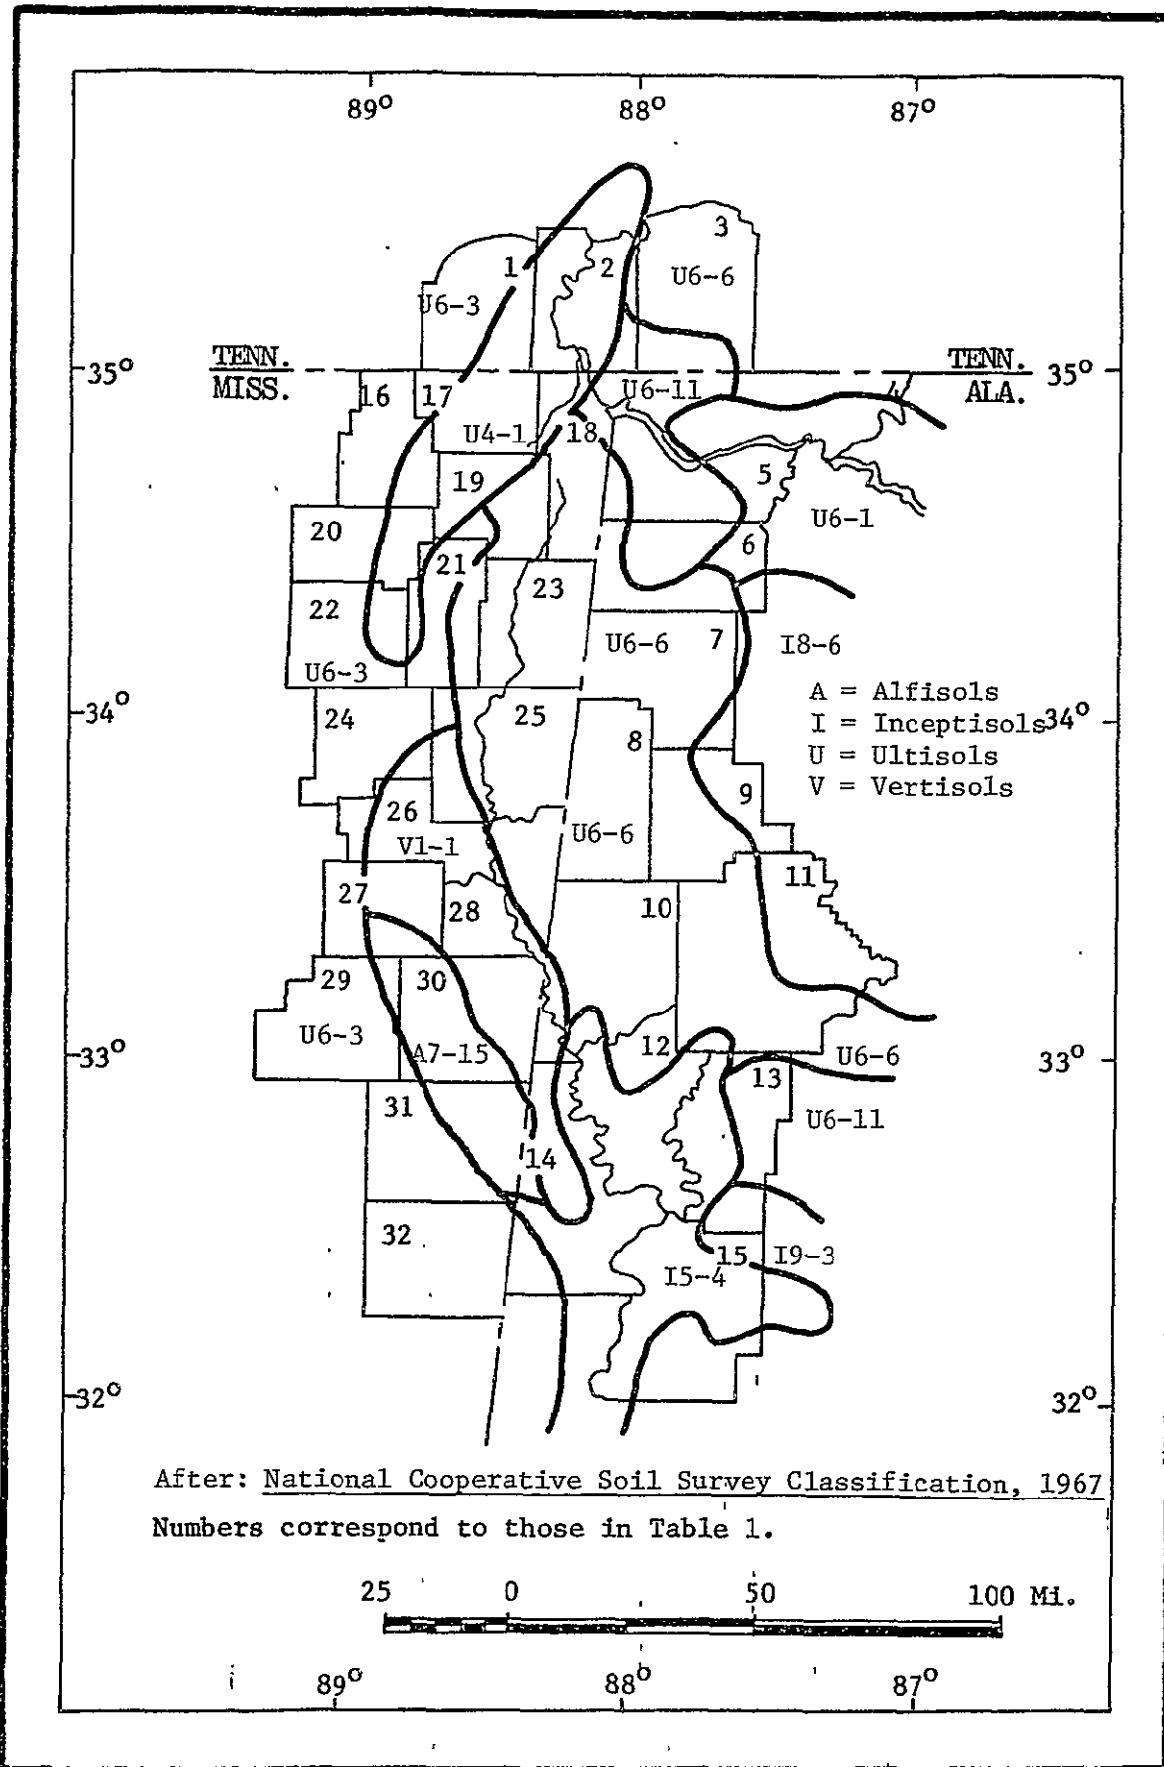 89° 88° 87°
3
1 2
U6-6
U6-3
TENN. TENN.
35° 35°
MISS. ALA.
16 17 U6-11 4
U4-1 18
19 5
20 U6-1
21 6
23
22
U6-6 7 I8-6
U6-3
A = Alfisols
34° 24 25 I = Inceptisols 34°
8 U = Ultisols
9 V = Vertisols
26
V1-1 U6-6
27 11
28 10
29 30
U6-3
33° A7-15 12 U6-6 33°
13
31 U6-11
14
32
15 I9-3
I5-4
32° 32°
After: National Cooperative Soil Survey Classification, 1967
Numbers correspond to those in Table 1.
25 0 50 100 Mi.
89° 88° 87°